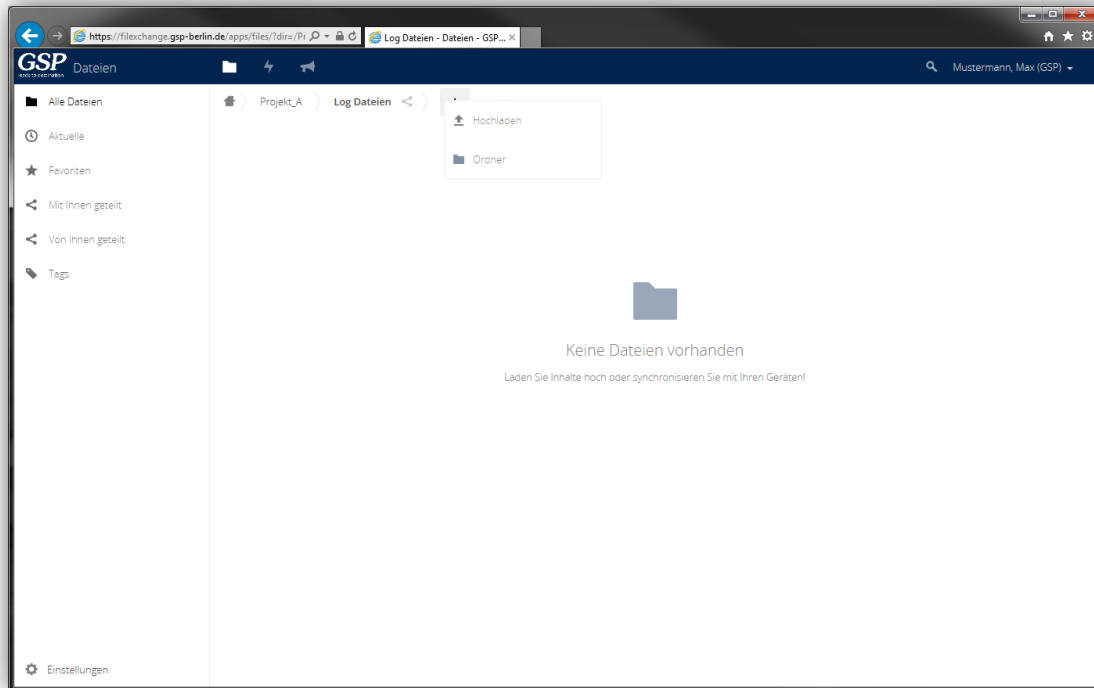 https://filexchange.gsp-berlin.de/apps/files/?dir=/Pr
Log Dateien - Dateien - GSP...
GSP
Dateien
Mustermann, Max (GSP)
Alle Dateien
Projekt_A
Log Dateien
Hochladen
Aktuelle
Ordner
Favoriten
Mit Ihnen geteilt
Von Ihnen geteilt
Tags
Keine Dateien vorhanden
Laden Sie Inhalte hoch oder synchronisieren Sie mit Ihren Geräten!
Einstellungen